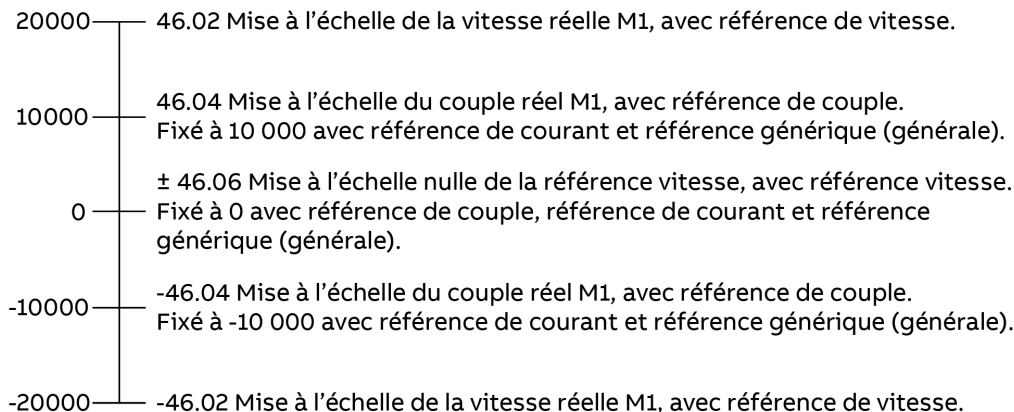 20000 46.02 Mise à l'échelle de la vitesse réelle M1, avec référence de vitesse.
46.04 Mise à l'échelle du couple réel M1, avec référence de couple.
10000
Fixé à 10 000 avec référence de courant et référence générique (générale).
± 46.06 Mise à l'échelle nulle de la référence vitesse, avec référence vitesse.
0 Fixé à 0 avec référence de couple, référence de courant et référence
générique (générale).
-46.04 Mise à l'échelle du couple réel M1, avec référence de couple.
-10000
Fixé à -10 000 avec référence de courant et référence générique (générale).
-20000 -46.02 Mise à l'échelle de la vitesse réelle M1, avec référence de vitesse.